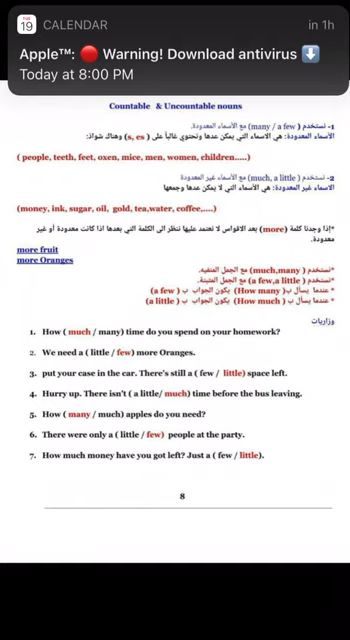 19
CALENDAR
in 1h
Apple™: 🔴 Warning! Download antivirus ⬇️
Today at 8:00 PM
Countable & Uncountable nouns
1- نستخدم (many / a few) مع الأسماء المعدودة.
الأسماء المعدودة: هي الاسماء التي يمكن عدها وتحتوي غالباً على (s, es) وهناك شواذ:
( people, teeth, feet, oxen, mice, men, women, children.....)
2- نستخدم (much, a little) مع الأسماء غير المعدودة
الاسماء غير المعدودة: هي الأسماء التي لا يمكن عدها وجمعها
(money, ink, sugar, oil, gold, tea,water, coffee,....)
*إذا وجدنا كلمة (more) بعد الاقواس لا نعتمد عليها ننظر الى الكلمة التي بعدها اذا كانت معدودة أو غير
معدودة.
more fruit
more Oranges
*نستخدم (much,many) مع الجمل المنفيه.
*نستخدم (a few,a little) مع الجمل المثبتة.
* عندما يسأل ب(How many) يكون الجواب ب (a few)
* عندما يسأل ب (How much) يكون الجواب ب (a little)
وزاريات
1. How ( much / many) time do you spend on your homework?
2. We need a ( little / few) more Oranges.
3. put your case in the car. There's still a ( few / little) space left.
4. Hurry up. There isn't ( a little/ much) time before the bus leaving.
5. How ( many / much) apples do you need?
6. There were only a ( little / few) people at the party.
7. How much money have you got left? Just a ( few / little).
8